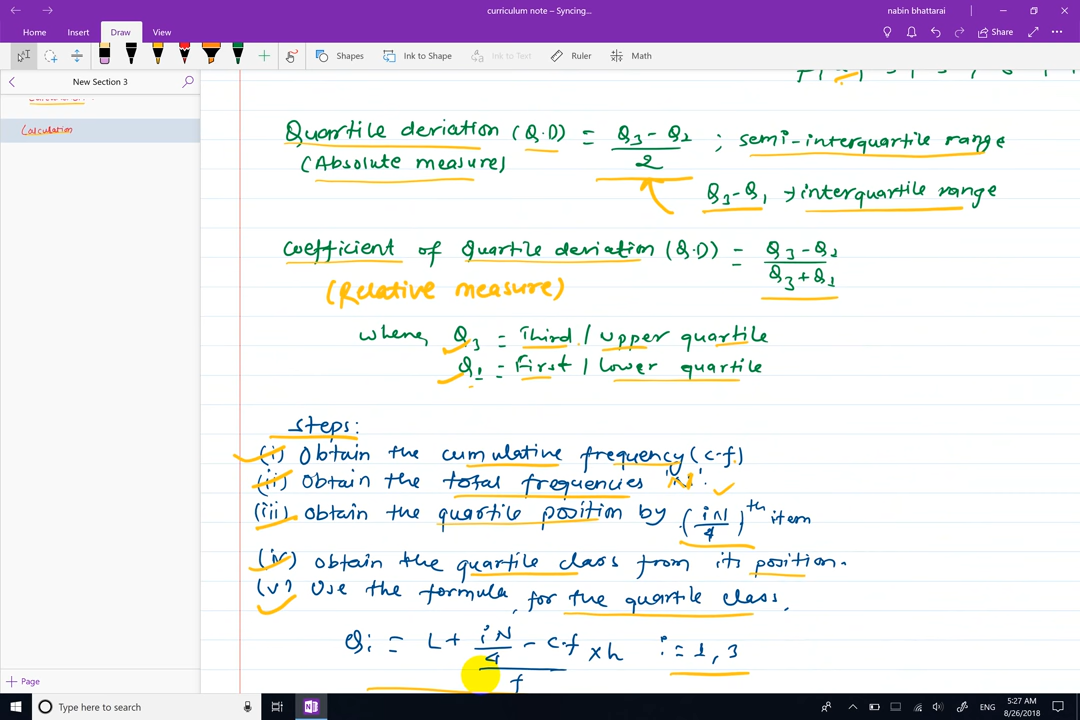 curriculum note - Syncing...
nabin bhattarai
Home Insert Draw View
Share
Shapes Ink to Shape Ink to Text Ruler Math
New Section 3
Calculation
Quartile deviation (Q.D) = Q3 - Q1 / 2 ; semi-interquartile range
(Absolute measure)
Q3 - Q1 → interquartile range
coefficient of Quartile deviation (Q.D) = Q3 - Q1 / Q3 + Q1
(Relative measure)
where, Q3 = Third / upper quartile
Q1 = First / lower quartile
steps:
(i) Obtain the cumulative frequency (c.f)
(ii) Obtain the total frequencies 'N'.
(iii) obtain the quartile position by (iN/4)th item
(iv) obtain the quartile class from its position.
(v) Use the formula, for the quartile class,
Qi = L + iN/4 - c.f / f × h i = 1, 3
+ Page
Type here to search
ENG
5:27 AM
8/26/2018